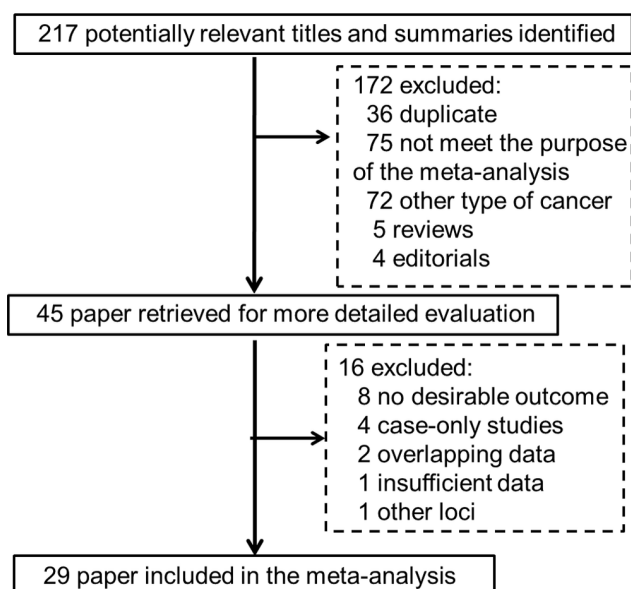 217 potentially relevant titles and summaries identified
172 excluded:
36 duplicate
75 not meet the purpose
of the meta-analysis
72 other type of cancer
5 reviews
4 editorials
45 paper retrieved for more detailed evaluation
16 excluded:
8 no desirable outcome
4 case-only studies
2 overlapping data
1 insufficient data
1 other loci
29 paper included in the meta-analysis